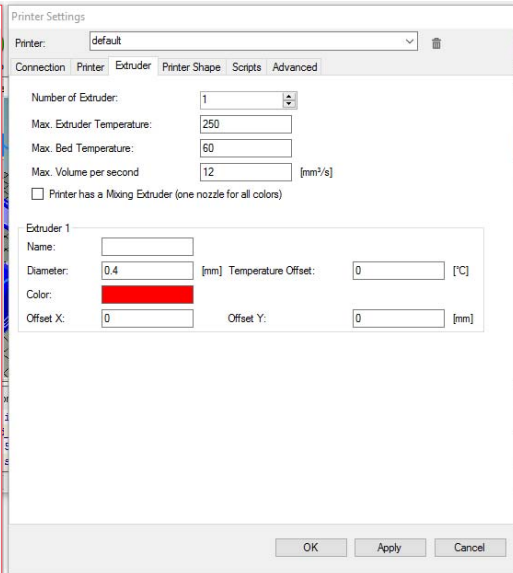 Printer Settings
Printer: default
Connection Printer Extruder Printer Shape Scripts Advanced
Number of Extruder: 1
Max. Extruder Temperature: 250
Max. Bed Temperature: 60
Max. Volume per second 12 [mm³/s]
Printer has a Mixing Extruder (one nozzle for all colors)
Extruder 1
Name:
Diameter: 0.4 [mm] Temperature Offset: 0 [°C]
Color:
Offset X: 0 Offset Y: 0 [mm]
OK Apply Cancel